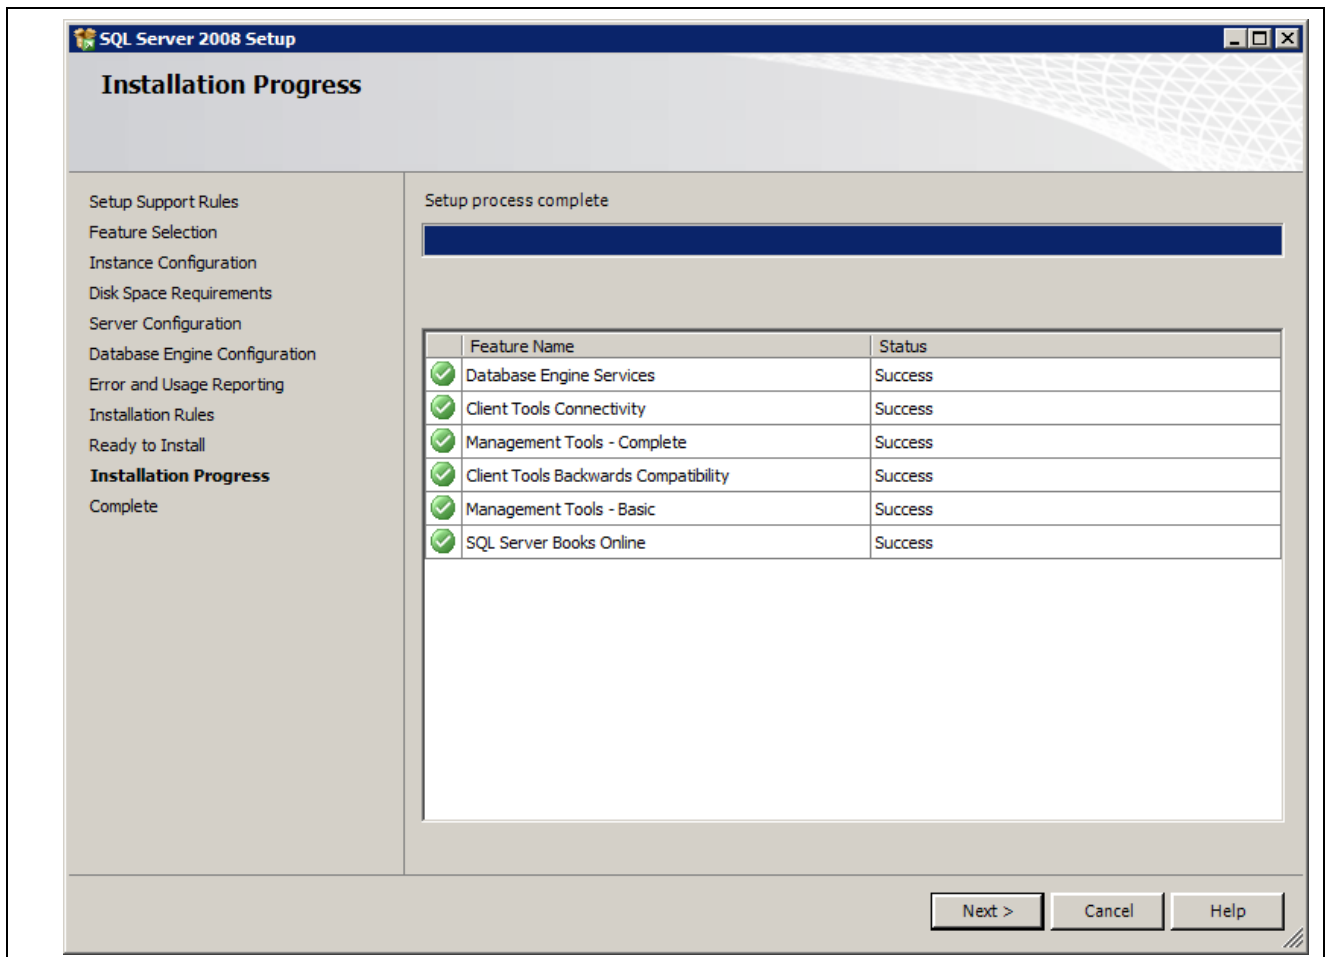 SQL Server 2008 Setup
Installation Progress
Setup Support Rules
Feature Selection
Instance Configuration
Disk Space Requirements
Server Configuration
Database Engine Configuration
Error and Usage Reporting
Installation Rules
Ready to Install
Installation Progress
Complete
Setup process complete
Feature Name Status
Database Engine Services Success
Client Tools Connectivity Success
Management Tools - Complete Success
Client Tools Backwards Compatibility Success
Management Tools - Basic Success
SQL Server Books Online Success
Next > Cancel Help